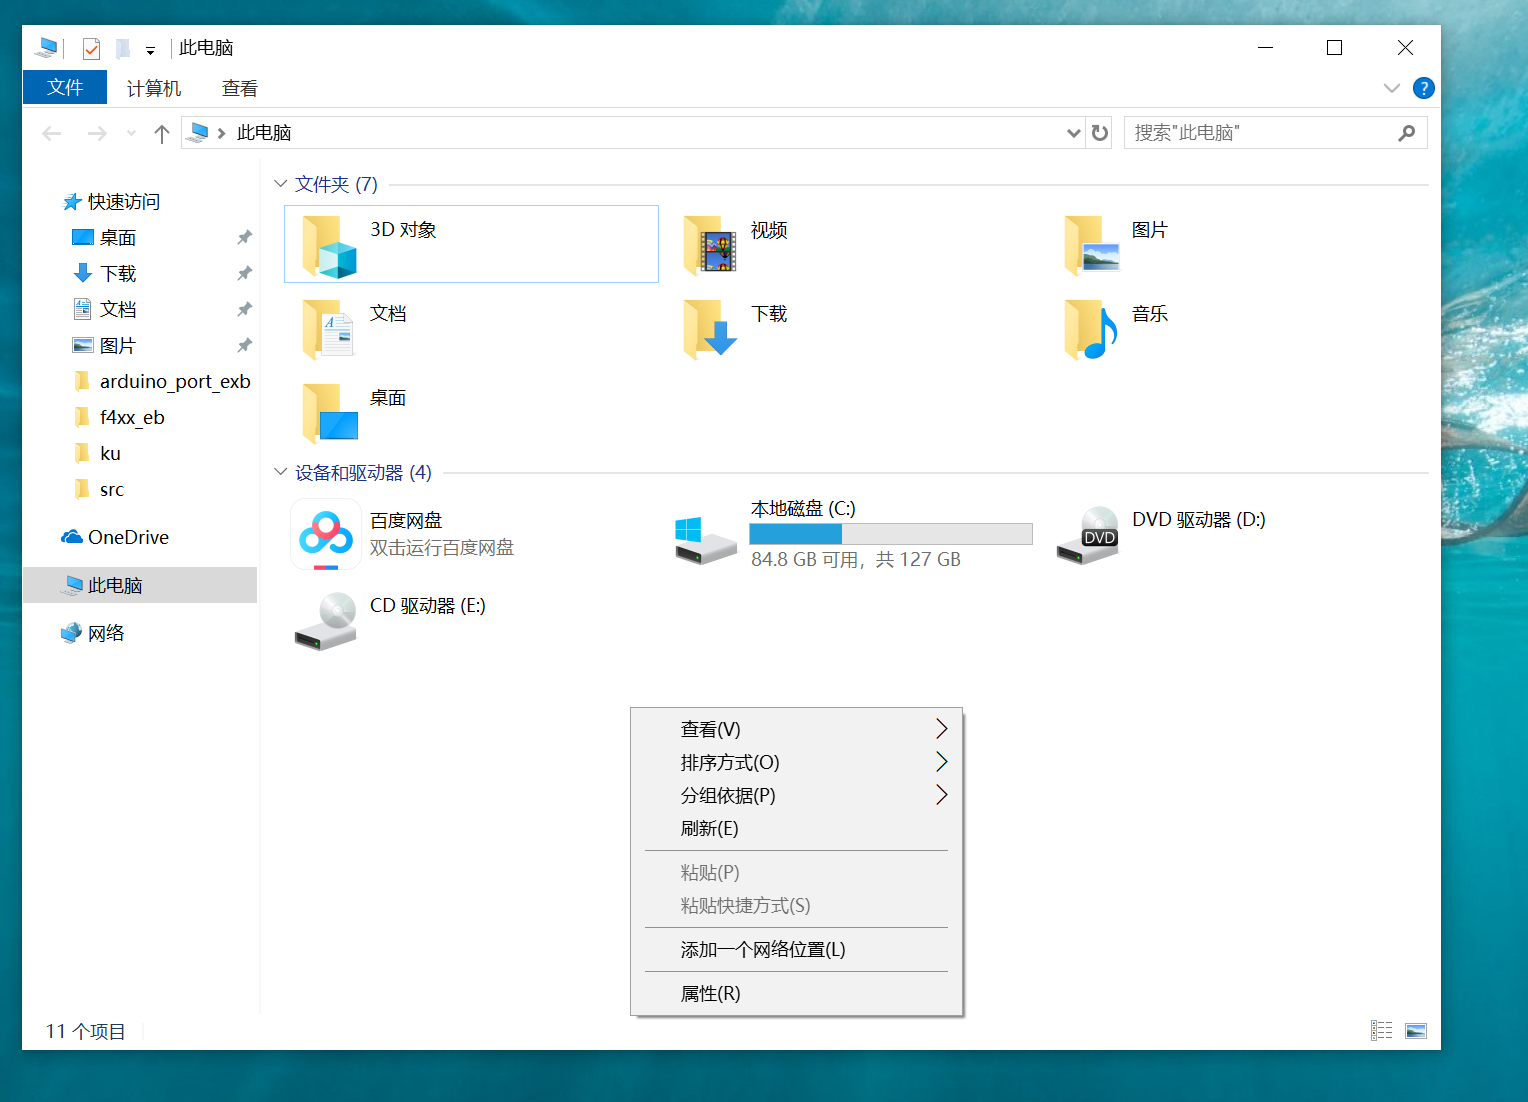 此电脑
文件 计算机 查看
此电脑
搜索"此电脑"
快速访问
桌面
下载
文档
图片
arduino_port_exb
f4xx_eb
ku
src
OneDrive
此电脑
网络
文件夹 (7)
3D 对象
视频
图片
文档
下载
音乐
桌面
设备和驱动器 (4)
百度网盘
双击运行百度网盘
本地磁盘 (C:)
84.8 GB 可用，共 127 GB
DVD
DVD 驱动器 (D:)
CD 驱动器 (E:)
查看(V)
排序方式(O)
分组依据(P)
刷新(E)
粘贴(P)
粘贴快捷方式(S)
添加一个网络位置(L)
属性(R)
11 个项目